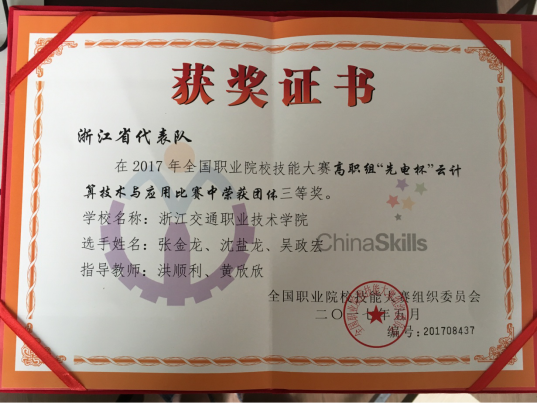 获奖证书
浙江省代表队
在2017年全国职业院校技能大赛高职组“先电杯”云计
算技术与应用比赛中荣获团体三等奖。
学校名称：浙江交通职业技术学院
选手姓名：张金龙、沈盐龙、吴政宏
ChinaSkills
指导教师：洪顺利、黄欣欣
全国职业院校技能大赛组织委员会
二〇一七年五月
编号：201708437